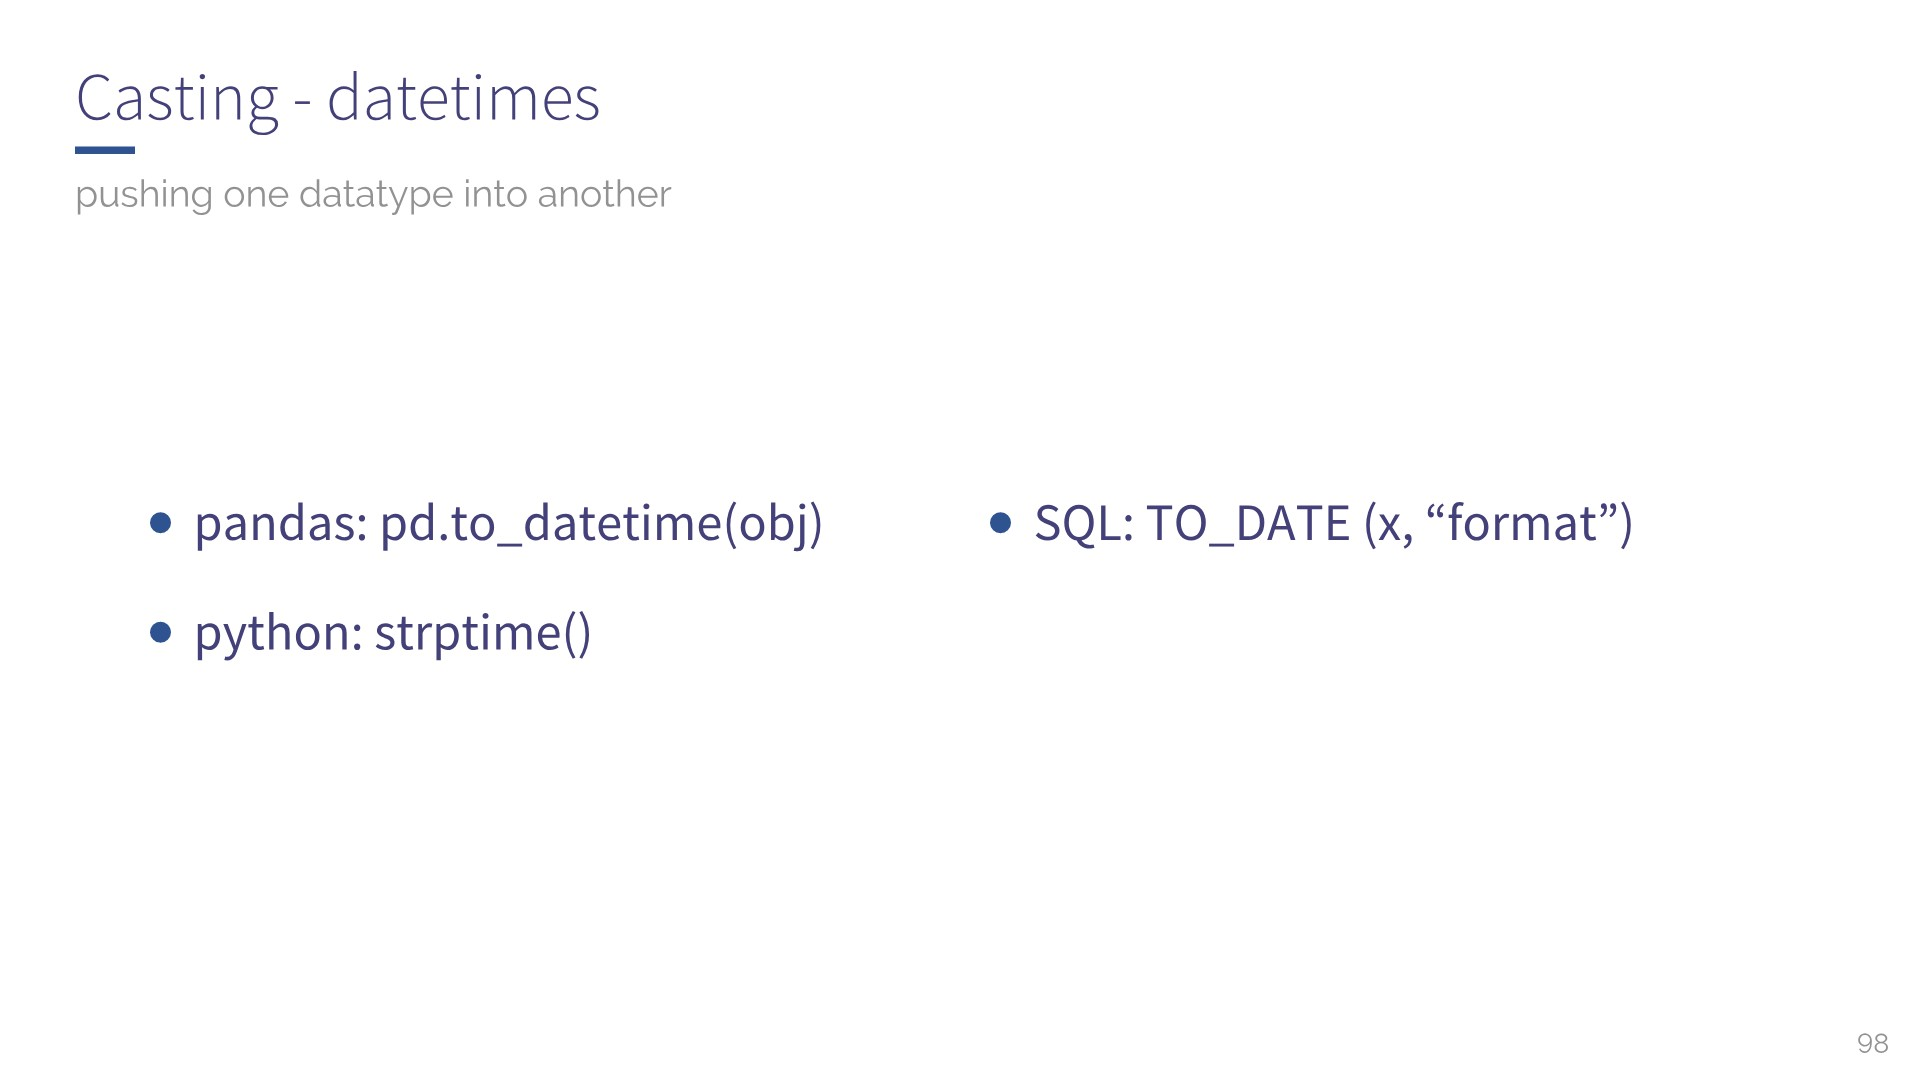 Casting - datetimes
pushing one datatype into another
• pandas: pd.to_datetime(obj)
• python: strptime()
• SQL: TO_DATE (x, “format”)
98